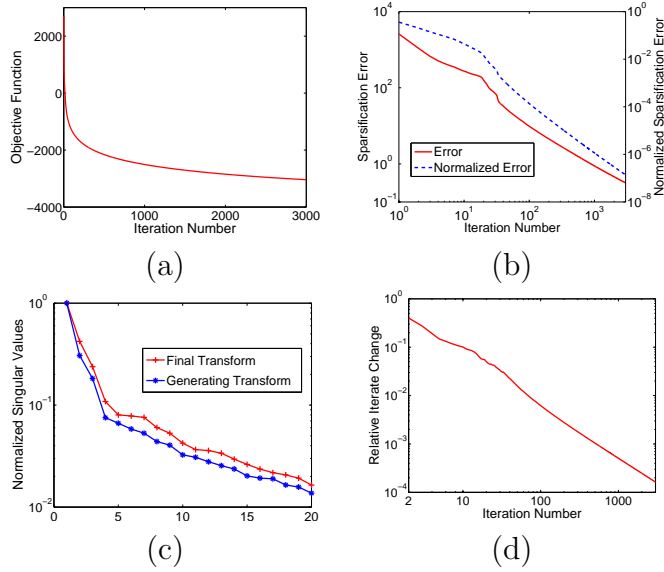 2000
0
−2000
−4000
0
1000
2000
3000
Objective Function
Iteration Number
(a)
10^4
10^2
10^0
10^-1
10^0
10^1
10^2
10^3
10^0
10^-2
10^-4
10^-6
10^-8
Sparsification Error
Normalized Sparsification Error
Error
Normalized Error
Iteration Number
(b)
10^0
10^-1
10^-2
0
5
10
15
20
Normalized Singular Values
Final Transform
Generating Transform
(c)
10^0
10^-1
10^-2
10^-3
10^-4
2
10
100
1000
Relative Iterate Change
Iteration Number
(d)